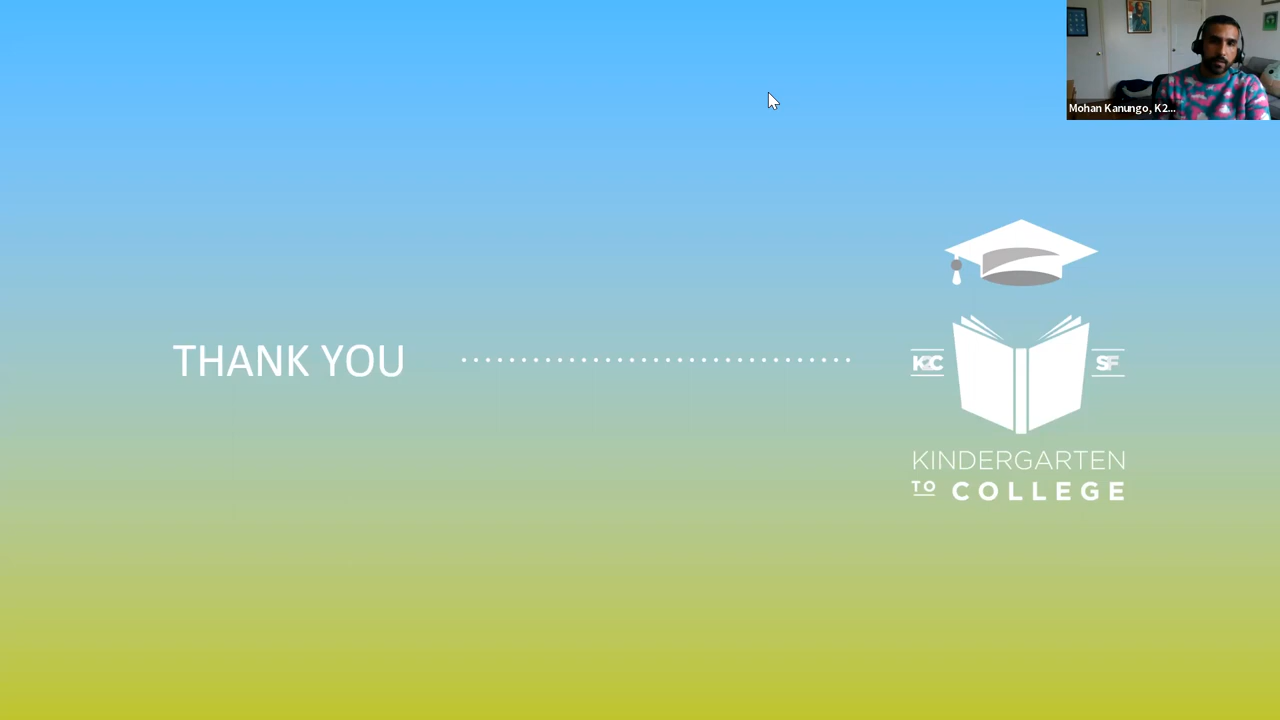 Mohan Kanungo, K2...
THANK YOU
K2C
SF
KINDERGARTEN
TO COLLEGE